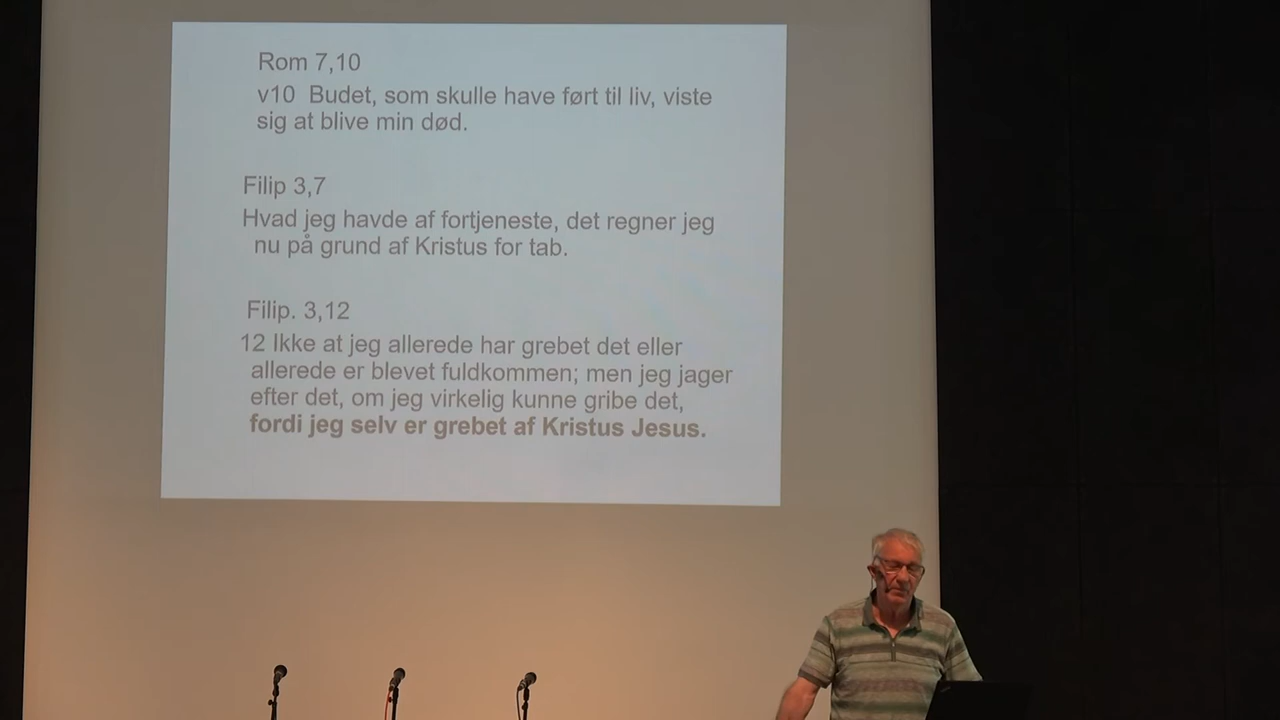 Rom 7,10
v10 Budet, som skulle have ført til liv, viste
sig at blive min død.
Filip 3,7
Hvad jeg havde af fortjeneste, det regner jeg
nu på grund af Kristus for tab.
Filip. 3,12
12 Ikke at jeg allerede har grebet det eller
allerede er blevet fuldkommen; men jeg jager
efter det, om jeg virkelig kunne gribe det,
fordi jeg selv er grebet af Kristus Jesus.